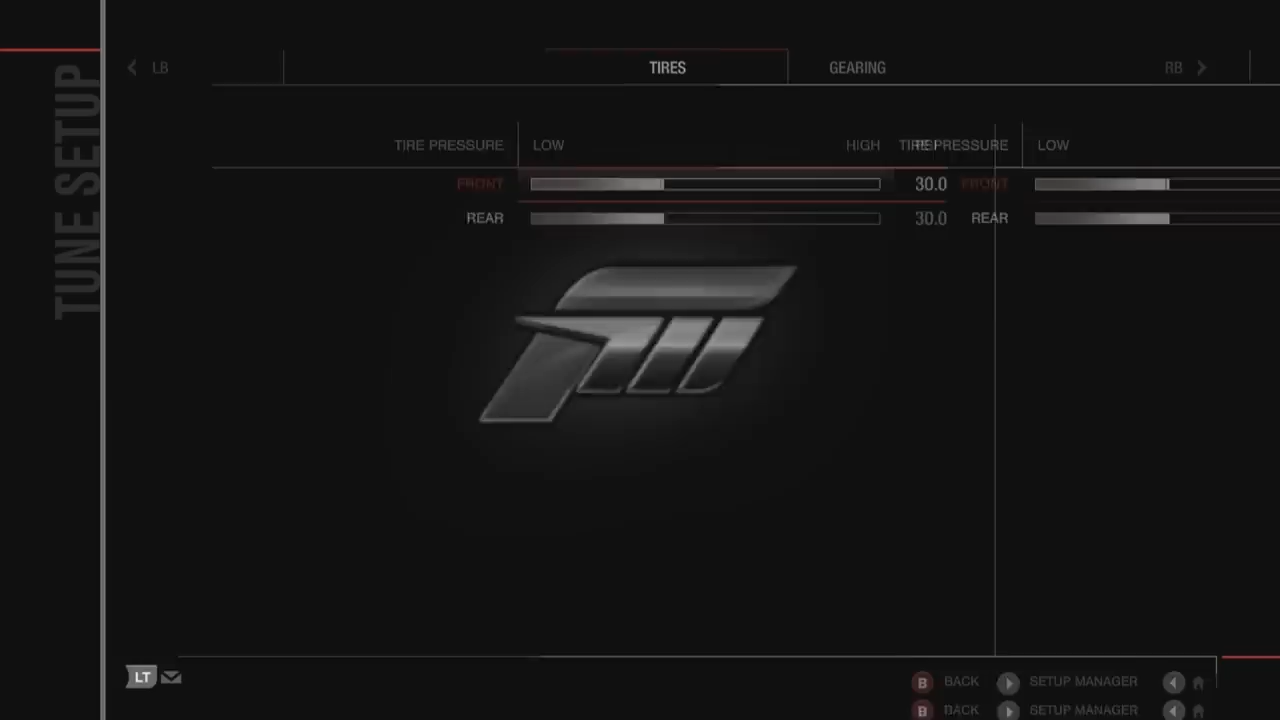 TUNE SETUP
LB
TIRES
GEARING
RB
TIRE PRESSURE LOW HIGH TIRE PRESSURE LOW
FRONT 30.0 FRONT
REAR 30.0 REAR
LT
B BACK SETUP MANAGER
B BACK SETUP MANAGER